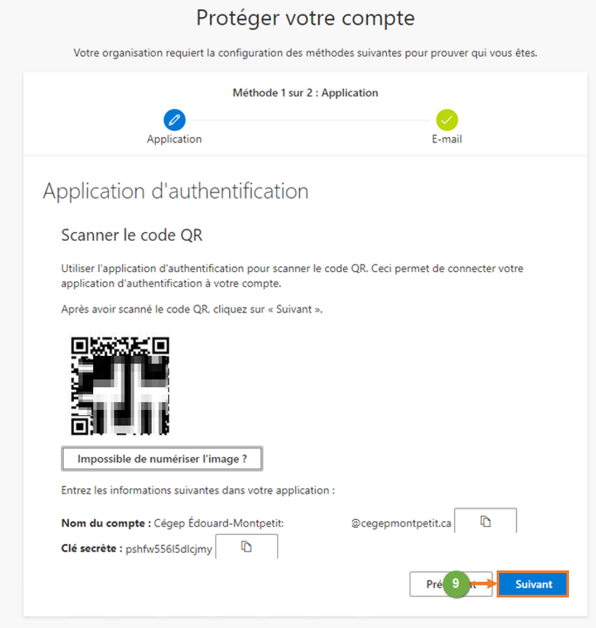 Protéger votre compte
Votre organisation requiert la configuration des méthodes suivantes pour prouver qui vous êtes.
Méthode 1 sur 2 : Application
Application E-mail
Application d'authentification
Scanner le code QR
Utiliser l'application d'authentification pour scanner le code QR. Ceci permet de connecter votre
application d'authentification à votre compte.
Après avoir scanné le code QR, cliquez sur « Suivant ».
Impossible de numériser l'image ?
Entrez les informations suivantes dans votre application :
Nom du compte : Cégep Édouard-Montpetit: @cegepmontpetit.ca
Clé secrète : pshfw556l5dlcjmy
9 Suivant